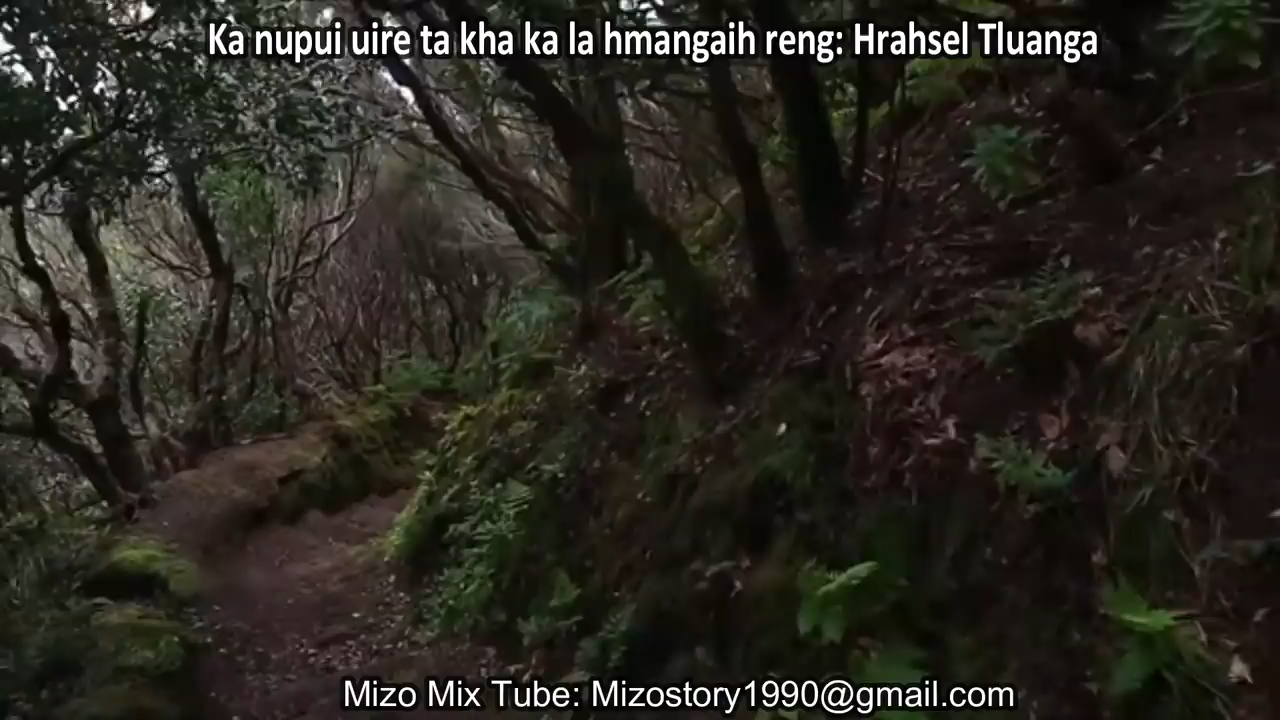 Ka nupui uire ta kha ka la hmangaih reng: Hrahsel Tluanga
Mizo Mix Tube: Mizostory1990@gmail.com